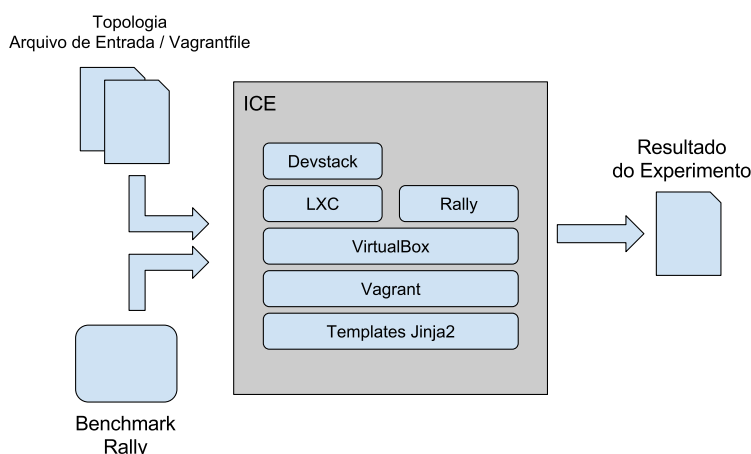 Topologia
Arquivo de Entrada / Vagrantfile
ICE
Devstack
LXC
Rally
VirtualBox
Vagrant
Templates Jinja2
Resultado
do Experimento
Benchmark
Rally